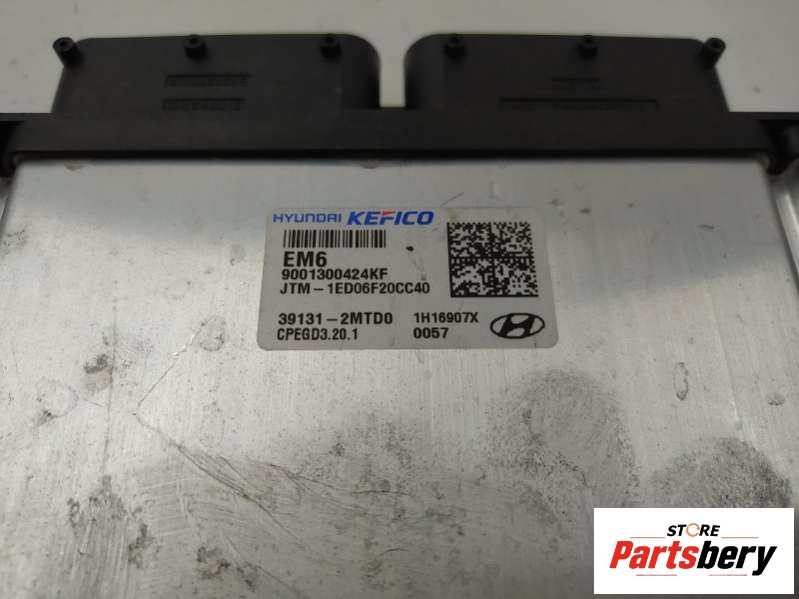 HYUNDAI KEFICO
EM6
9001300424KF
JTM-1ED06F20CC40
39131-2MTD0 1H16907X
CPEGD3.20.1 0057
STORE
Partsbery